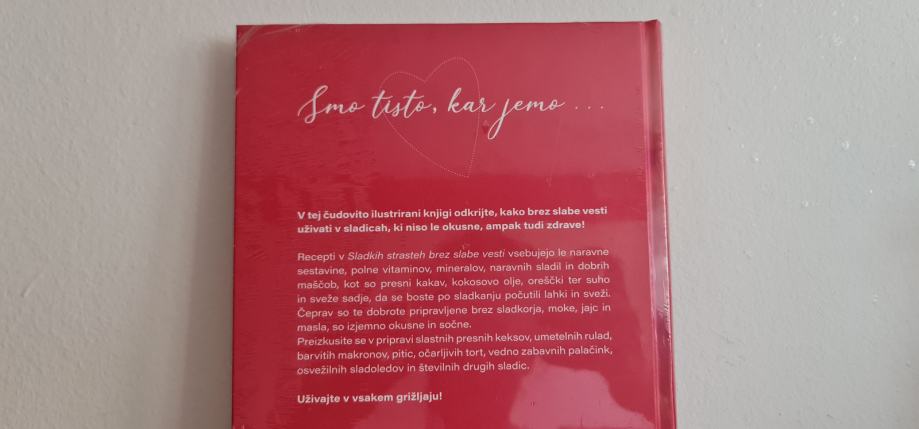 Smo tisto, kar jemo ...
V tej čudovito ilustrirani knjigi odkrijte, kako brez slabe vesti
uživati v sladicah, ki niso le okusne, ampak tudi zdrave!
Recepti v Sladkih strasteh brez slabe vesti vsebujejo le naravne
sestavine, polne vitaminov, mineralov, naravnih sladil in dobrih
maščob, kot so presni kakav, kokosovo olje, oreščki ter suho
in sveže sadje, da se boste po sladkanju počutili lahki in sveži.
Čeprav so te dobrote pripravljene brez sladkorja, moke, jajc in
masla, so izjemno okusne in sočne.
Preizkusite se v pripravi slastnih presnih keksov, umetelnih rulad,
barvitih makronov, pitic, očarljivih tort, vedno zabavnih palačink,
osvežilnih sladoledov in številnih drugih sladic.
Uživajte v vsakem grižljaju!